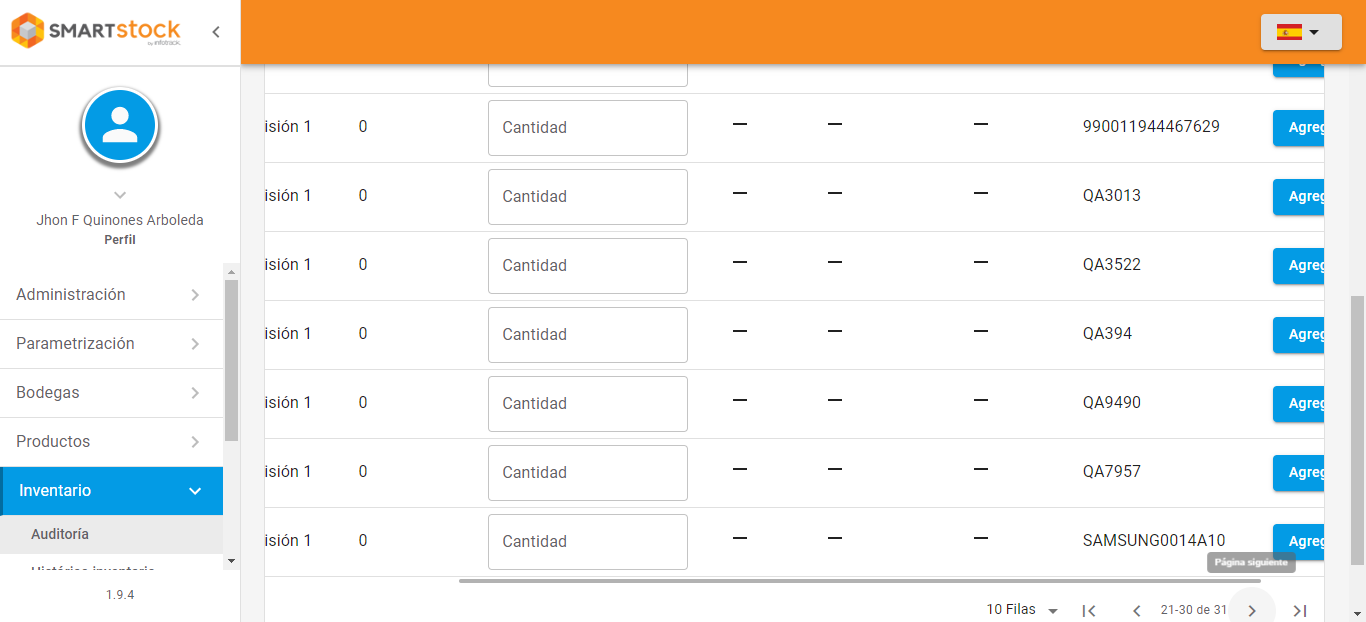 SMARTstock
by infotrack.
Jhon F Quinones Arboleda
Perfil
Administración
Parametrización
Bodegas
Productos
Inventario
Auditoría
Histórico inventario
1.9.4
isión 1 0 Cantidad — — — 990011944467629 Agreg
isión 1 0 Cantidad — — — QA3013 Agreg
isión 1 0 Cantidad — — — QA3522 Agreg
isión 1 0 Cantidad — — — QA394 Agreg
isión 1 0 Cantidad — — — QA9490 Agreg
isión 1 0 Cantidad — — — QA7957 Agreg
isión 1 0 Cantidad — — — SAMSUNG0014A10 Agreg
Página siguiente
10 Filas 21-30 de 31